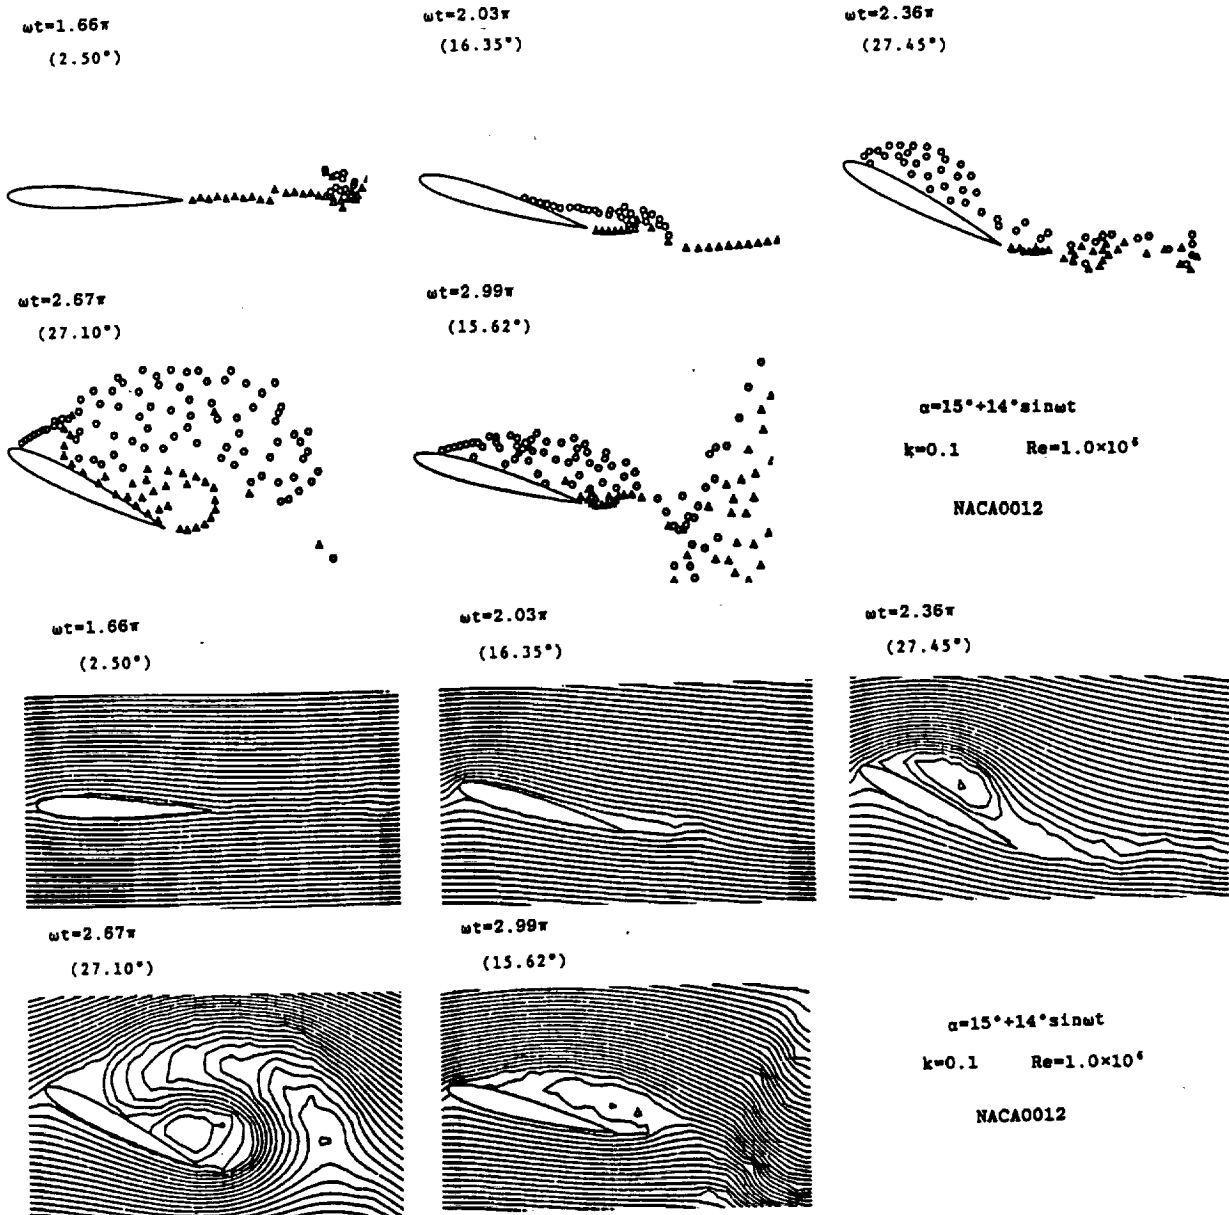 ωt=1.66π
(2.50°)
ωt=2.03π
(16.35°)
ωt=2.36π
(27.45°)
ωt=2.67π
(27.10°)
ωt=2.99π
(15.62°)
α=15°+14°sinωt
k=0.1 Re=1.0×10⁶
NACA0012
ωt=1.66π
(2.50°)
ωt=2.03π
(16.35°)
ωt=2.36π
(27.45°)
ωt=2.67π
(27.10°)
ωt=2.99π
(15.62°)
α=15°+14°sinωt
k=0.1 Re=1.0×10⁶
NACA0012